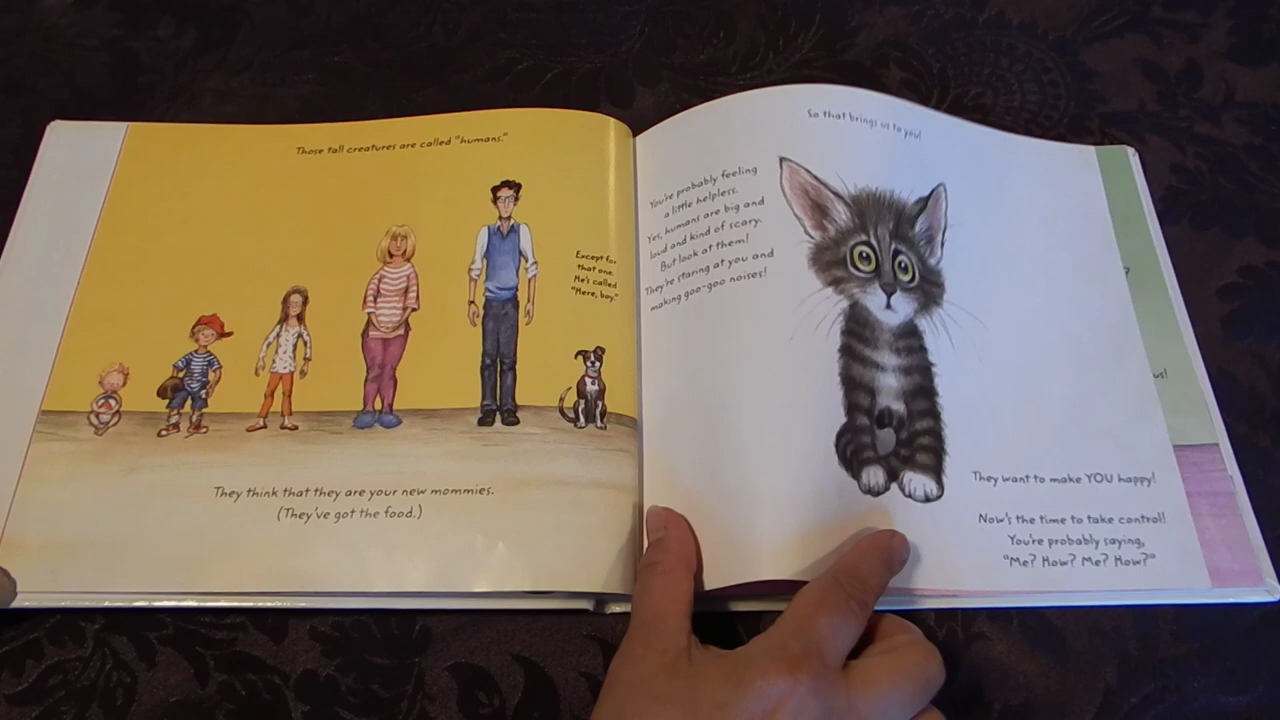 Those tall creatures are called "humans."
Except for
that one.
He's called
"Here, boy."
They think that they are your new mommies.
(They've got the food.)
So that brings us to you!
You're probably feeling
a little helpless.
Yes, humans are big and
loud and kind of scary.
But look at them!
They're staring at you and
making goo-goo noises!
They want to make YOU happy!
Now's the time to take control!
You're probably saying,
"Me? How? Me? How?"
?
us!